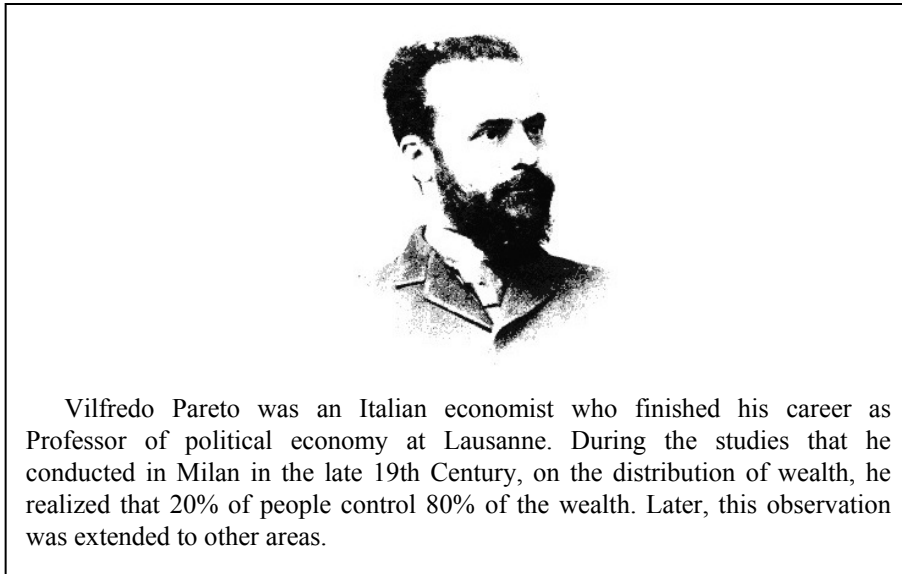 Vilfredo Pareto was an Italian economist who finished his career as
Professor of political economy at Lausanne. During the studies that he
conducted in Milan in the late 19th Century, on the distribution of wealth, he
realized that 20% of people control 80% of the wealth. Later, this observation
was extended to other areas.